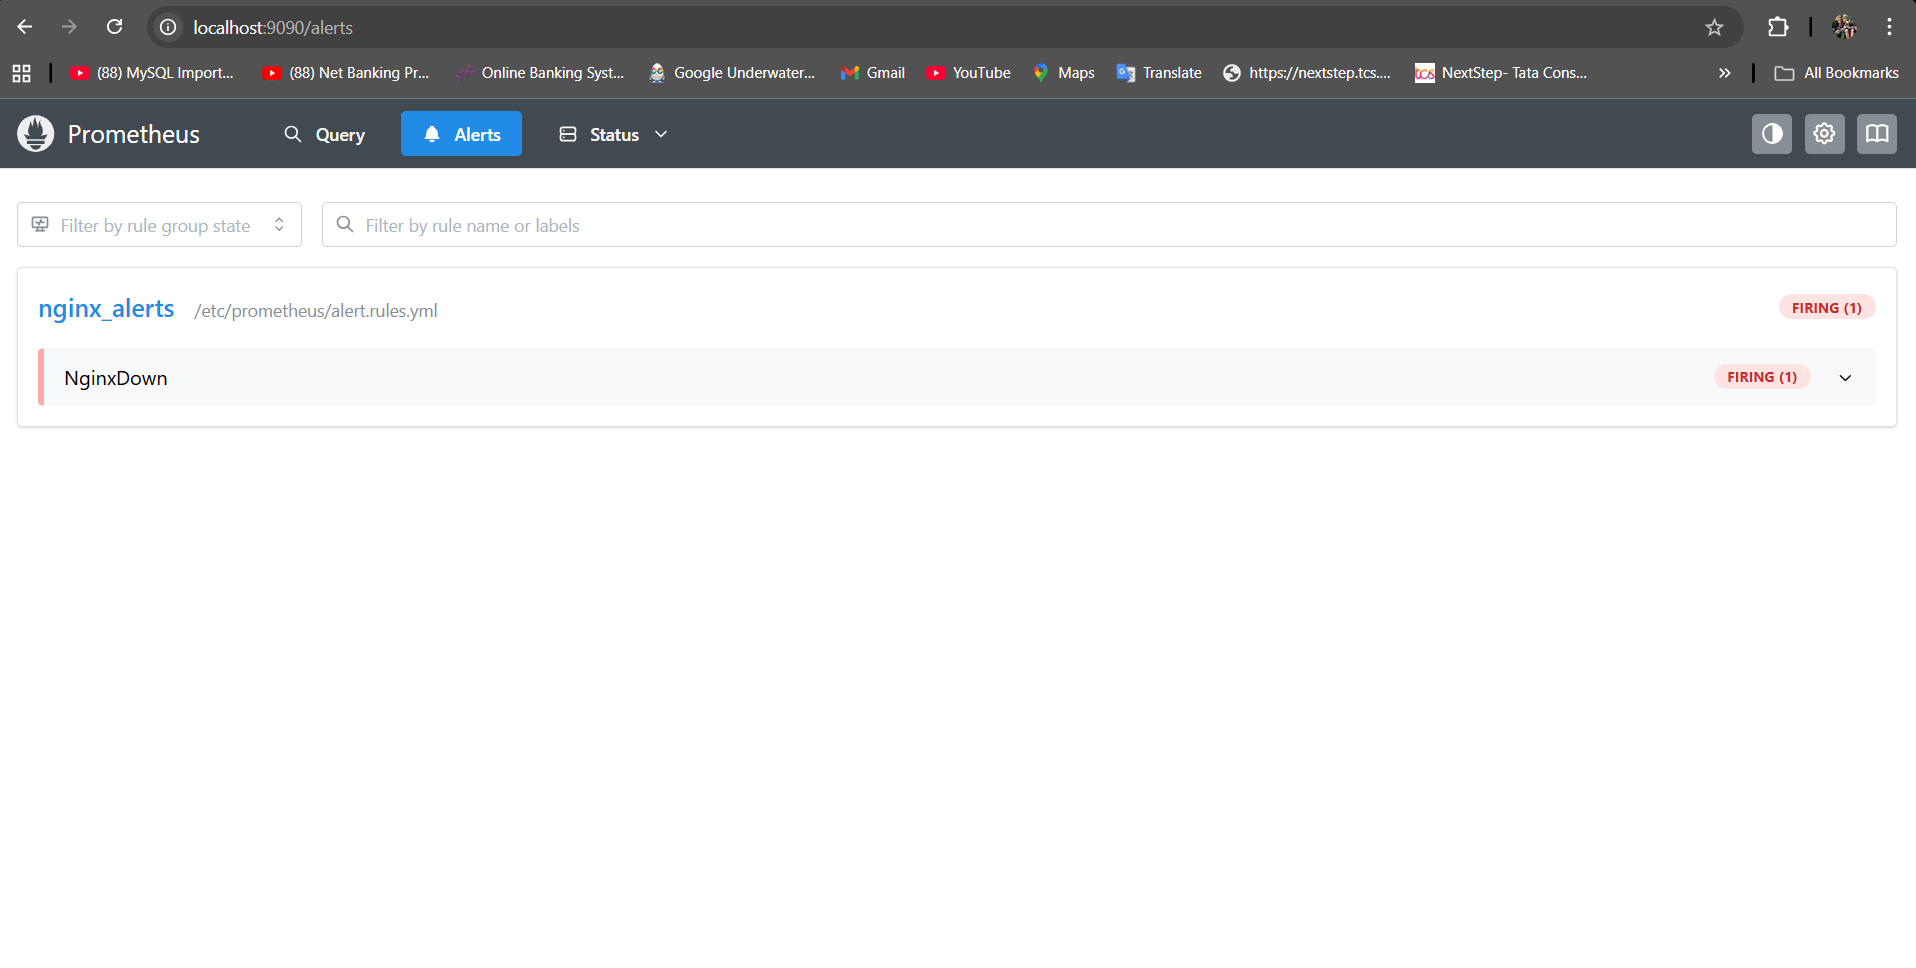 localhost:9090/alerts
(88) MySQL Import... (88) Net Banking Pr... Online Banking Syst... Google Underwater... Gmail YouTube Maps Translate https://nextstep.tcs.... tcs NextStep- Tata Cons... » All Bookmarks
Prometheus Query Alerts Status
Filter by rule group state Filter by rule name or labels
nginx_alerts /etc/prometheus/alert.rules.yml FIRING (1)
NginxDown FIRING (1)